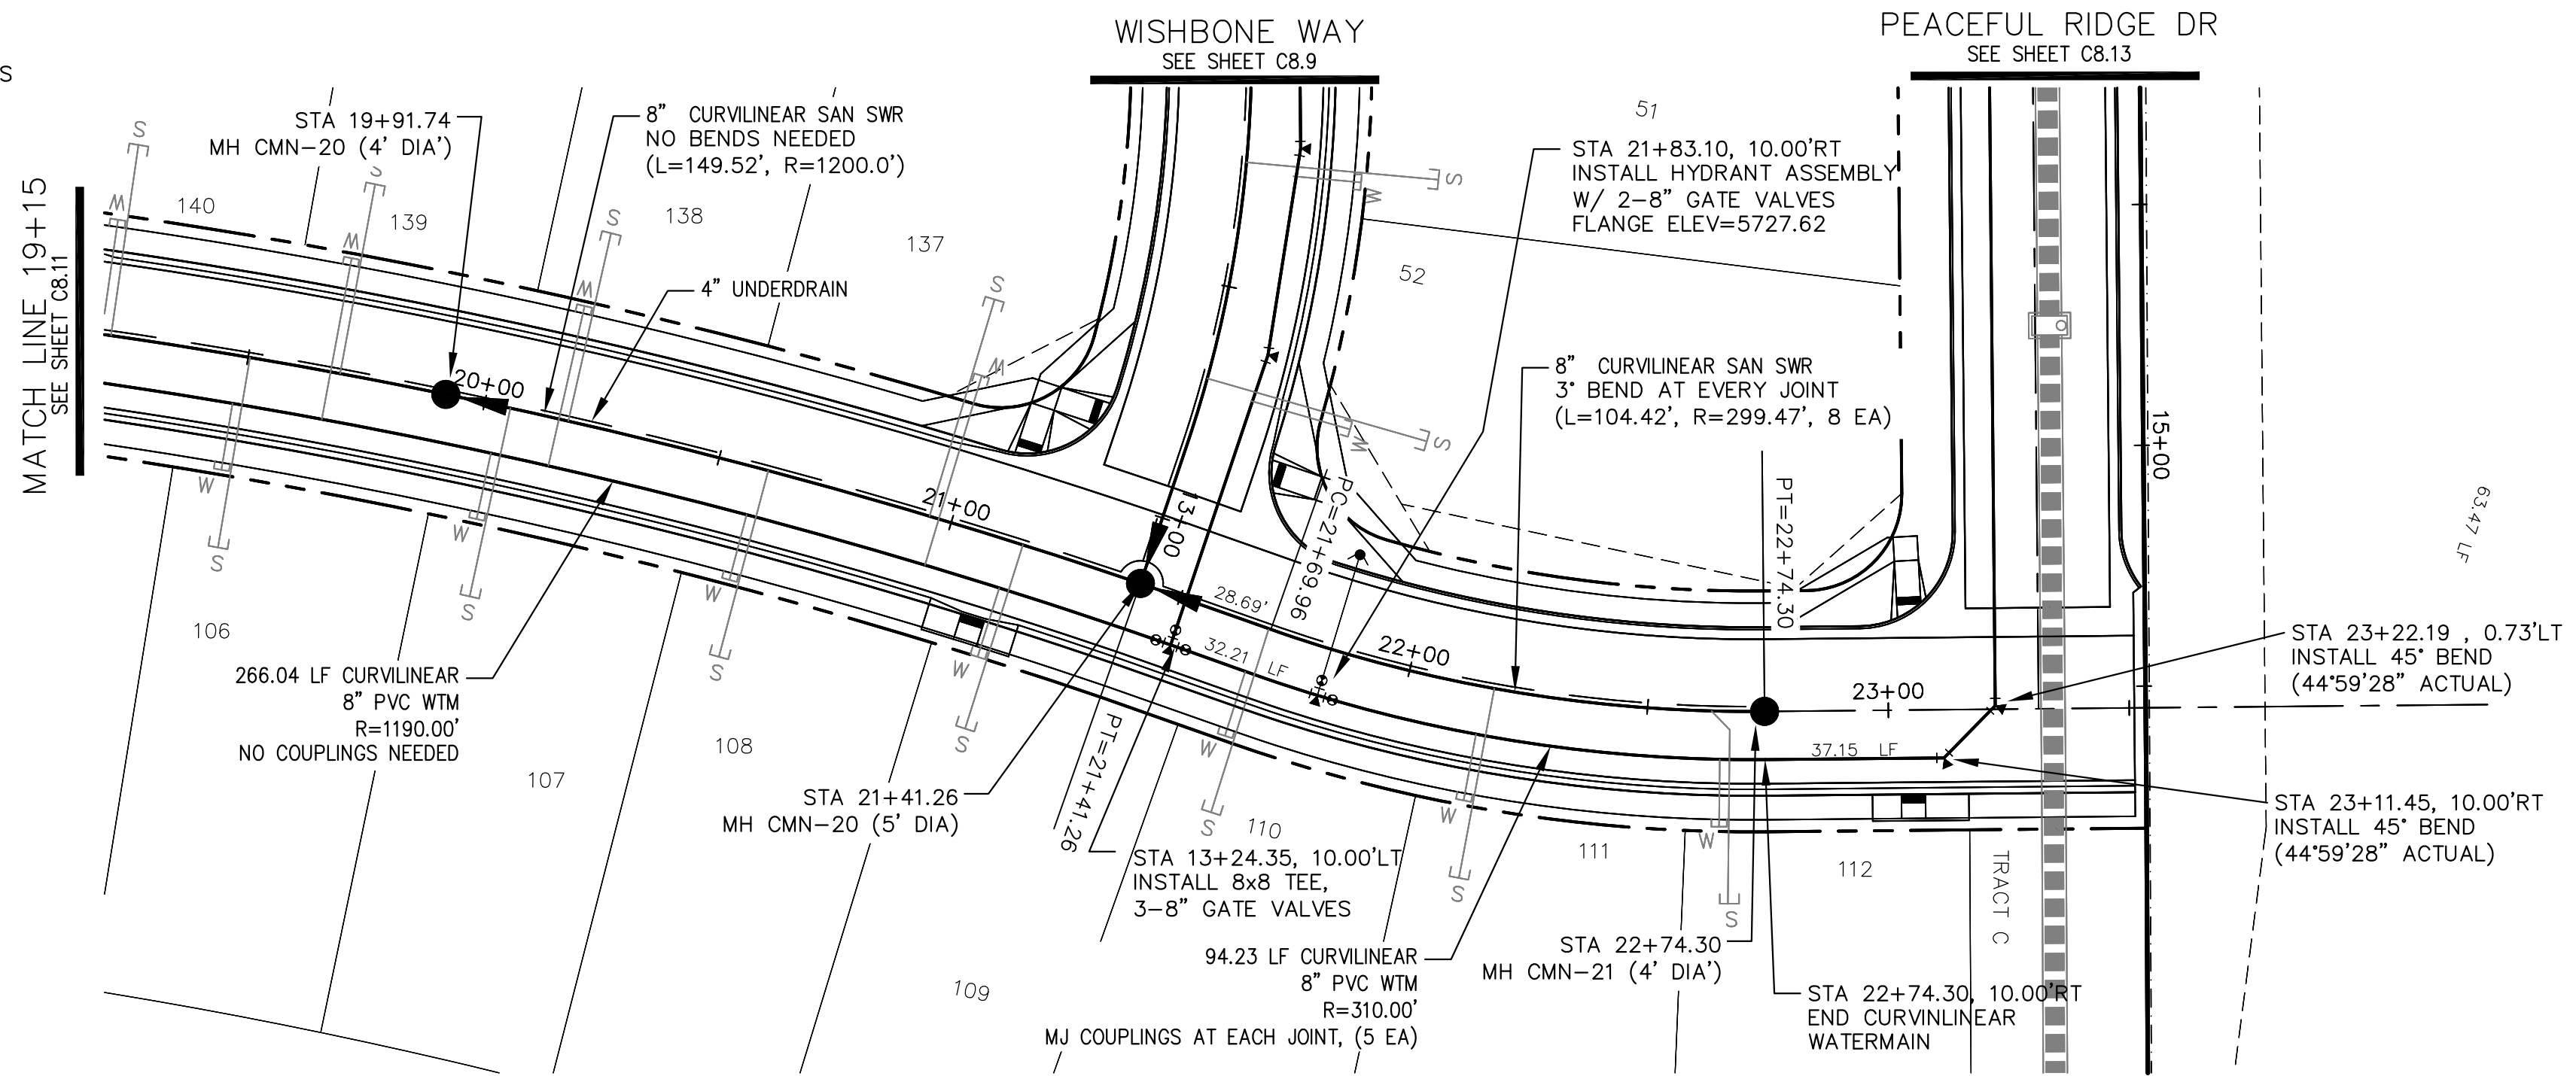 WISHBONE WAY
SEE SHEET C8.9
PEACEFUL RIDGE DR
SEE SHEET C8.13
S
MATCH LINE 19+15
SEE SHEET C8.11
STA 19+91.74
MH CMN-20 (4' DIA')
8" CURVILINEAR SAN SWR
NO BENDS NEEDED
(L=149.52', R=1200.0')
4" UNDERDRAIN
STA 21+83.10, 10.00'RT
INSTALL HYDRANT ASSEMBLY
W/ 2-8" GATE VALVES
FLANGE ELEV=5727.62
8" CURVILINEAR SAN SWR
3° BEND AT EVERY JOINT
(L=104.42', R=299.47', 8 EA)
51
52
140
139
138
137
S
S
S
S
S
S
W
W
W
W
W
W
20+00
21+00
22+00
23+00
13+00
15+00
63.47 LF
PC=21+69.96
PT=22+74.30
PT=21+41.26
28.69'
32.21 LF
37.15 LF
STA 23+22.19 , 0.73'LT
INSTALL 45° BEND
(44°59'28" ACTUAL)
STA 23+11.45, 10.00'RT
INSTALL 45° BEND
(44°59'28" ACTUAL)
W
W
W
W
W
W
W
S
S
S
S
S
S
S
106
107
108
109
110
111
112
TRACT C
266.04 LF CURVILINEAR
8" PVC WTM
R=1190.00'
NO COUPLINGS NEEDED
STA 21+41.26
MH CMN-20 (5' DIA)
STA 13+24.35, 10.00'LT
INSTALL 8x8 TEE,
3-8" GATE VALVES
94.23 LF CURVILINEAR
8" PVC WTM
R=310.00'
MJ COUPLINGS AT EACH JOINT, (5 EA)
STA 22+74.30
MH CMN-21 (4' DIA')
STA 22+74.30, 10.00'RT
END CURVINLINEAR
WATERMAIN